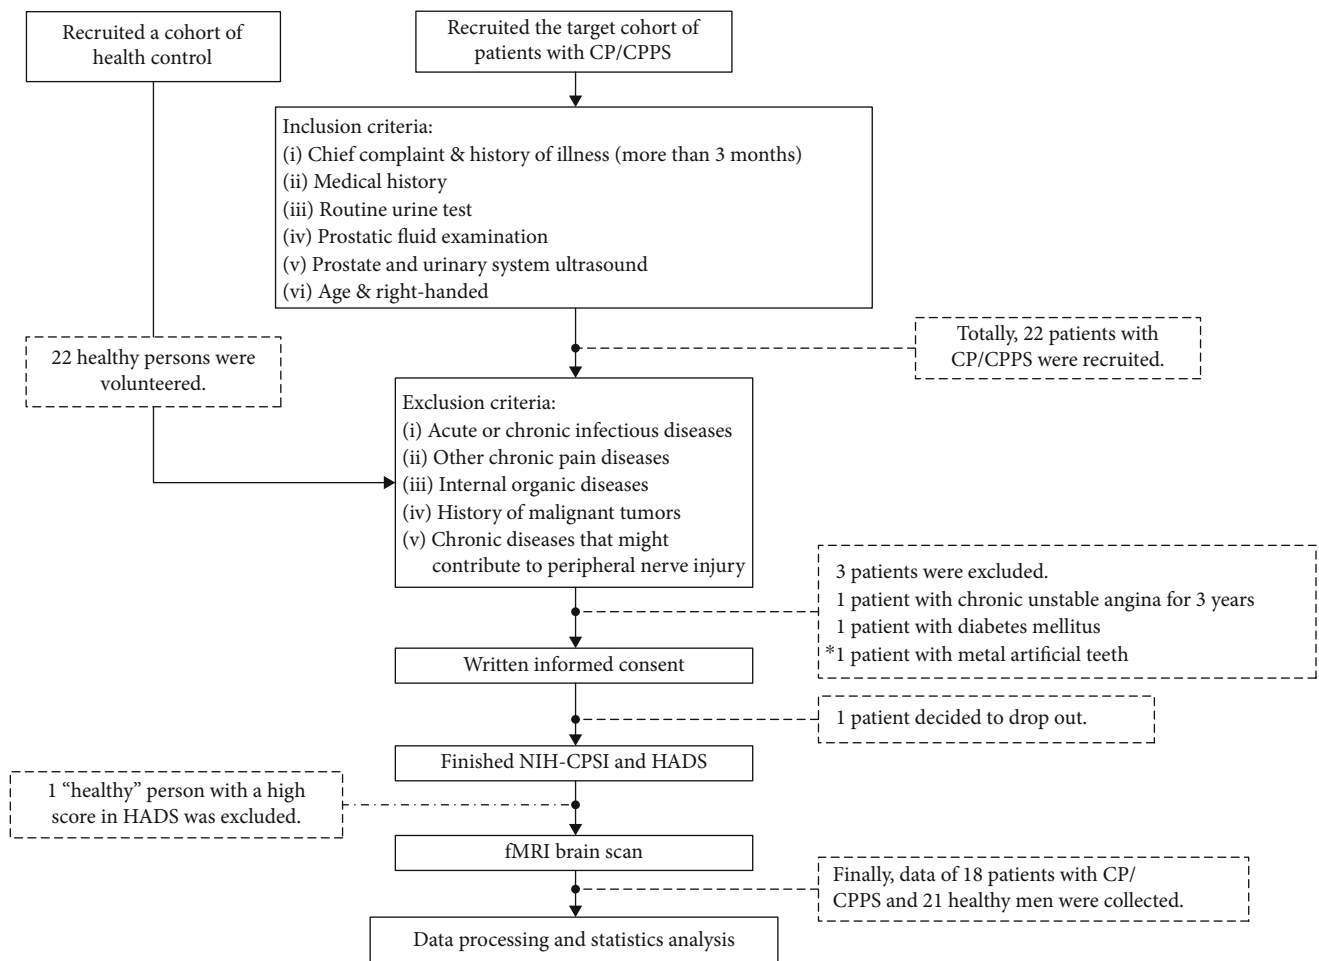 Recruited a cohort of
health control
Recruited the target cohort of
patients with CP/CPPS
Inclusion criteria:
(i) Chief complaint & history of illness (more than 3 months)
(ii) Medical history
(iii) Routine urine test
(iv) Prostatic fluid examination
(v) Prostate and urinary system ultrasound
(vi) Age & right-handed
22 healthy persons were
volunteered.
Totally, 22 patients with
CP/CPPS were recruited.
Exclusion criteria:
(i) Acute or chronic infectious diseases
(ii) Other chronic pain diseases
(iii) Internal organic diseases
(iv) History of malignant tumors
(v) Chronic diseases that might
contribute to peripheral nerve injury
3 patients were excluded.
1 patient with chronic unstable angina for 3 years
1 patient with diabetes mellitus
*1 patient with metal artificial teeth
Written informed consent
1 patient decided to drop out.
Finished NIH-CPSI and HADS
1 “healthy” person with a high
score in HADS was excluded.
fMRI brain scan
Finally, data of 18 patients with CP/
CPPS and 21 healthy men were collected.
Data processing and statistics analysis